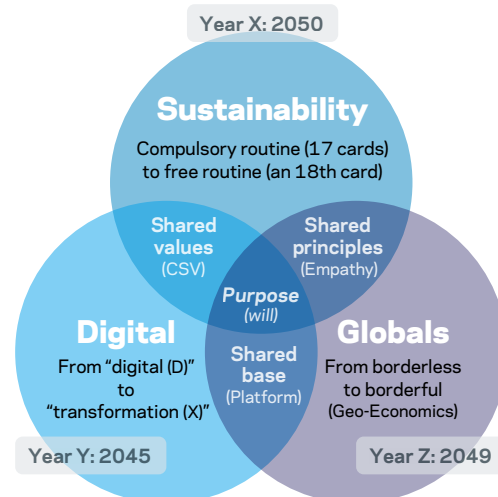 Year X: 2050
Sustainability
Compulsory routine (17 cards)
to free routine (an 18th card)
Shared
values
(CSV)
Shared
principles
(Empathy)
Purpose
(will)
Digital
From “digital (D)”
to
“transformation (X)”
Shared
base
(Platform)
Globals
From borderless
to borderful
(Geo-Economics)
Year Y: 2045
Year Z: 2049